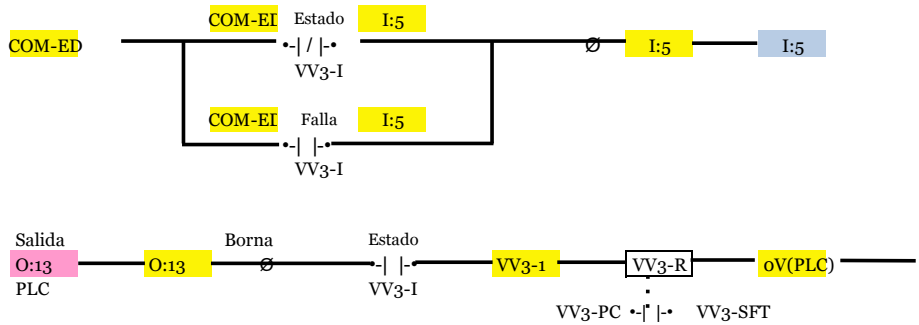 COM-ED Estado I:5
COM-ED •-| / |-• Ø I:5 I:5
VV3-I
COM-ED Falla I:5
•-| |-•
VV3-I
Salida Borna Estado
O:13 O:13 Ø •-| |-• VV3-1 VV3-R 0V(PLC)
PLC VV3-I
VV3-PC •-| |-• VV3-SFT